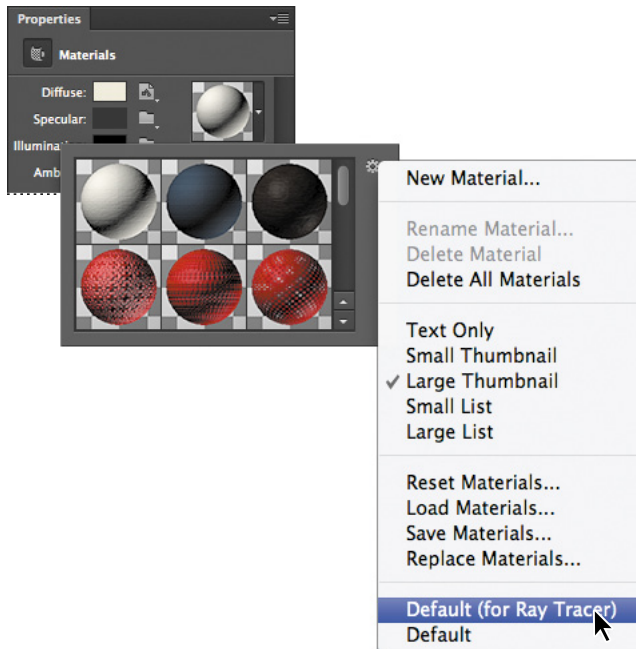 Properties
Materials
Diffuse:
Specular:
New Material...
Rename Material...
Delete Material
Delete All Materials
Text Only
Small Thumbnail
Large Thumbnail
Small List
Large List
Reset Materials...
Load Materials...
Save Materials...
Replace Materials...
Default (for Ray Tracer)
Default